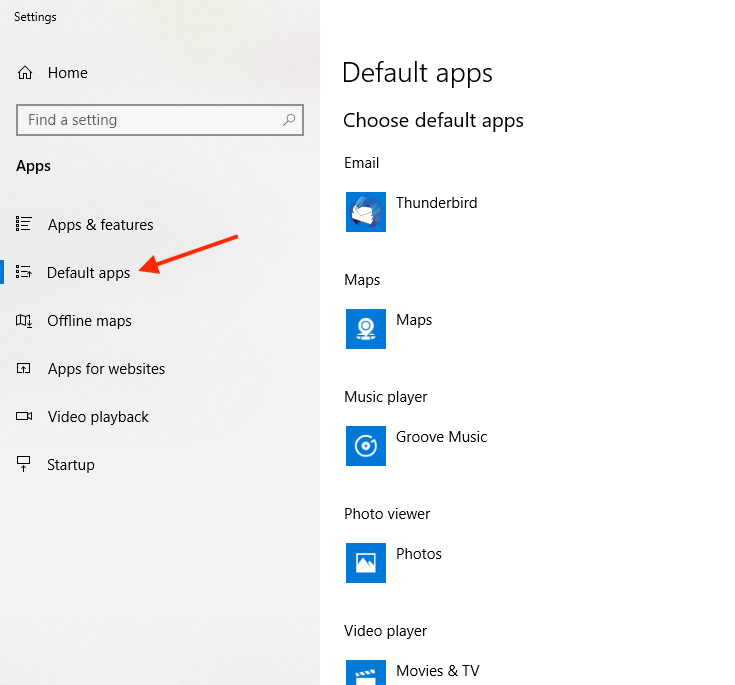 Settings
Home
Find a setting
Apps
Apps & features
Default apps
Offline maps
Apps for websites
Video playback
Startup
Default apps
Choose default apps
Email
Thunderbird
Maps
Maps
Music player
Groove Music
Photo viewer
Photos
Video player
Movies & TV